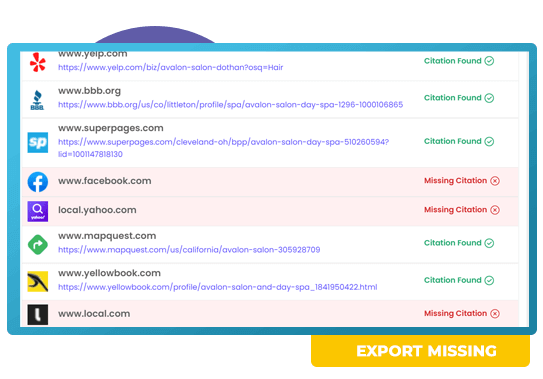 www.yelp.com
https://www.yelp.com/biz/avalon-salon-dothan?osq=Hair
Citation Found
BBB
www.bbb.org
https://www.bbb.org/us/co/littleton/profile/spa/avalon-salon-day-spa-1296-1000106865
Citation Found
sp
www.superpages.com
https://www.superpages.com/cleveland-oh/bpp/avalon-salon-day-spa-510260594?
lid=1001147818130
Citation Found
www.facebook.com
Missing Citation
yahoo!
local.yahoo.com
Missing Citation
www.mapquest.com
https://www.mapquest.com/us/california/avalon-salon-305928709
Citation Found
www.yellowbook.com
https://www.yellowbook.com/profile/avalon-salon-and-day-spa_1841950422.html
Citation Found
l
www.local.com
Missing Citation
EXPORT MISSING